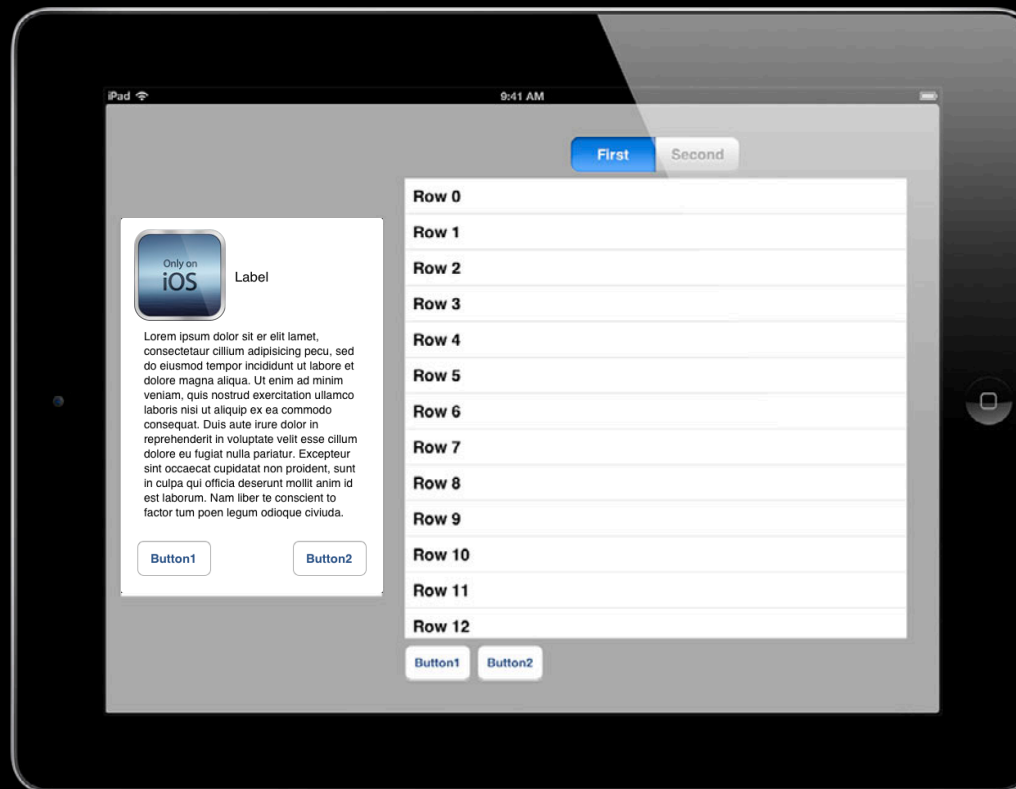 iPad
9:41 AM
First
Second
Only on
iOS
Label
Lorem ipsum dolor sit er elit lamet,
consectetaur cillium adipisicing pecu, sed
do eiusmod tempor incididunt ut labore et
dolore magna aliqua. Ut enim ad minim
veniam, quis nostrud exercitation ullamco
laboris nisi ut aliquip ex ea commodo
consequat. Duis aute irure dolor in
reprehenderit in voluptate velit esse cillum
dolore eu fugiat nulla pariatur. Excepteur
sint occaecat cupidatat non proident, sunt
in culpa qui officia deserunt mollit anim id
est laborum. Nam liber te conscient to
factor tum poen legum odioque civiuda.
Button1
Button2
Row 0
Row 1
Row 2
Row 3
Row 4
Row 5
Row 6
Row 7
Row 8
Row 9
Row 10
Row 11
Row 12
Button1
Button2